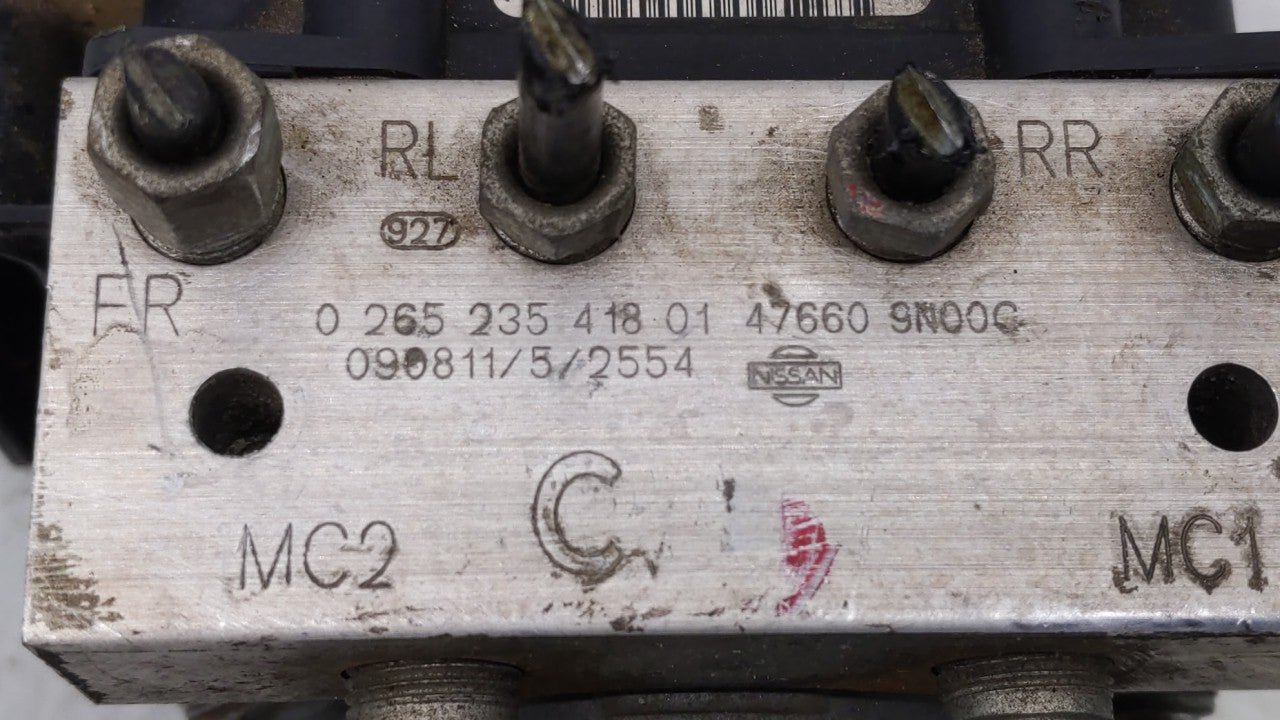 RL
RR
927
FR
0 265 235 418 01 47660 9N00C
090811/5/2554
NISSAN
C
MC2
MC1